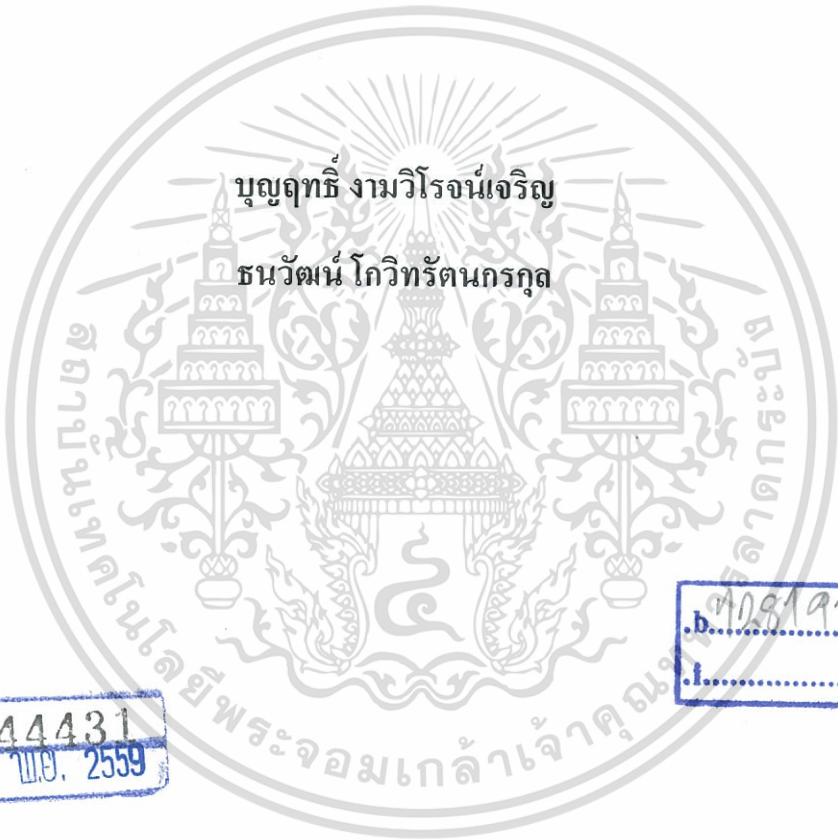 บุญฤทธิ์ งามวิโรจน์เจริญ
ธนวัฒน์ โกวิทรัตนกรกุล
สถาบันเทคโนโลยีพระจอมเกล้าเจ้าคุณทหารลาดกระบัง
.b.12819
.i.
44431
พ.ย. 2559